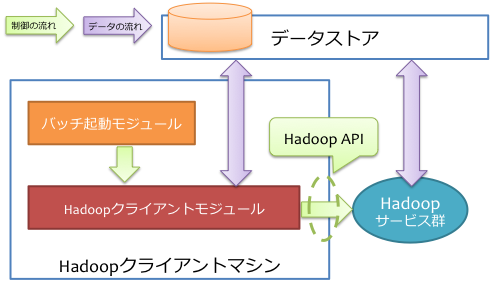 制御の流れ
データの流れ
データストア
バッチ起動モジュール
Hadoop API
Hadoopクライアントモジュール
Hadoop
サービス群
Hadoopクライアントマシン